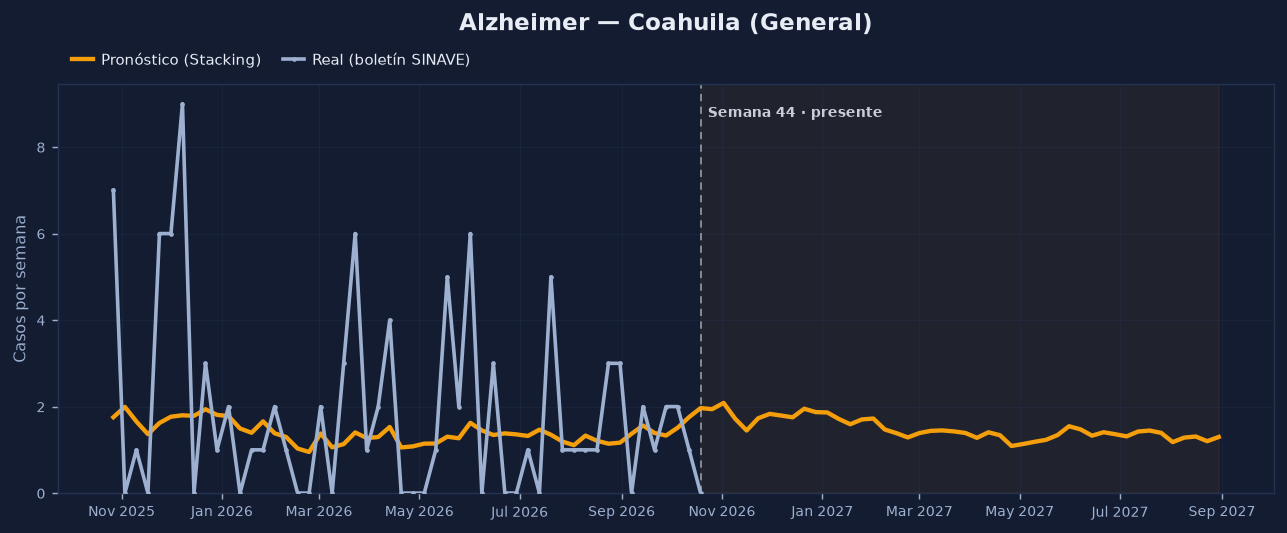 Alzheimer — Coahuila (General)
Pronóstico (Stacking)
Real (boletín SINAVE)
Semana 44 · presente
Casos por semana
8
6
4
2
0
Nov 2025
Jan 2026
Mar 2026
May 2026
Jul 2026
Sep 2026
Nov 2026
Jan 2027
Mar 2027
May 2027
Jul 2027
Sep 2027